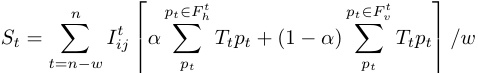 $S_t = \sum_{t=n-w}^{n} I_{ij}^{t} \left[ \alpha \sum_{p_t}^{p_t \in F_h^t} T_t p_t + (1-\alpha) \sum_{p_t}^{p_t \in F_v^t} T_t p_t \right] / w$